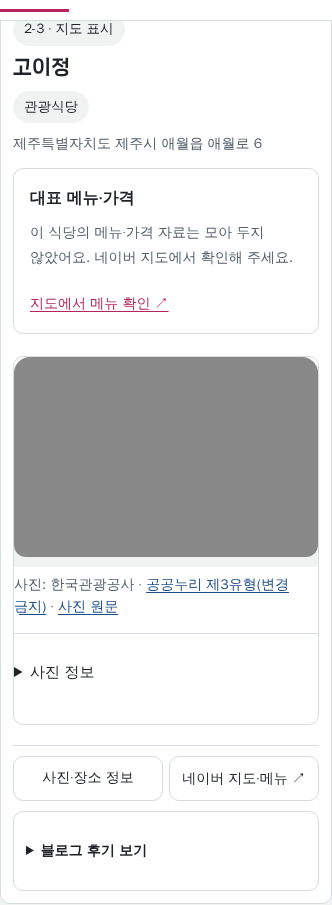 2-3 · 지도 표시
고이정
관광식당
제주특별자치도 제주시 애월읍 애월로 6
대표 메뉴·가격
이 식당의 메뉴·가격 자료는 모아 두지
않았어요. 네이버 지도에서 확인해 주세요.
지도에서 메뉴 확인 ↗
사진: 한국관광공사 · 공공누리 제3유형(변경
금지) · 사진 원문
▶ 사진 정보
사진·장소 정보
네이버 지도·메뉴 ↗
▶ 블로그 후기 보기